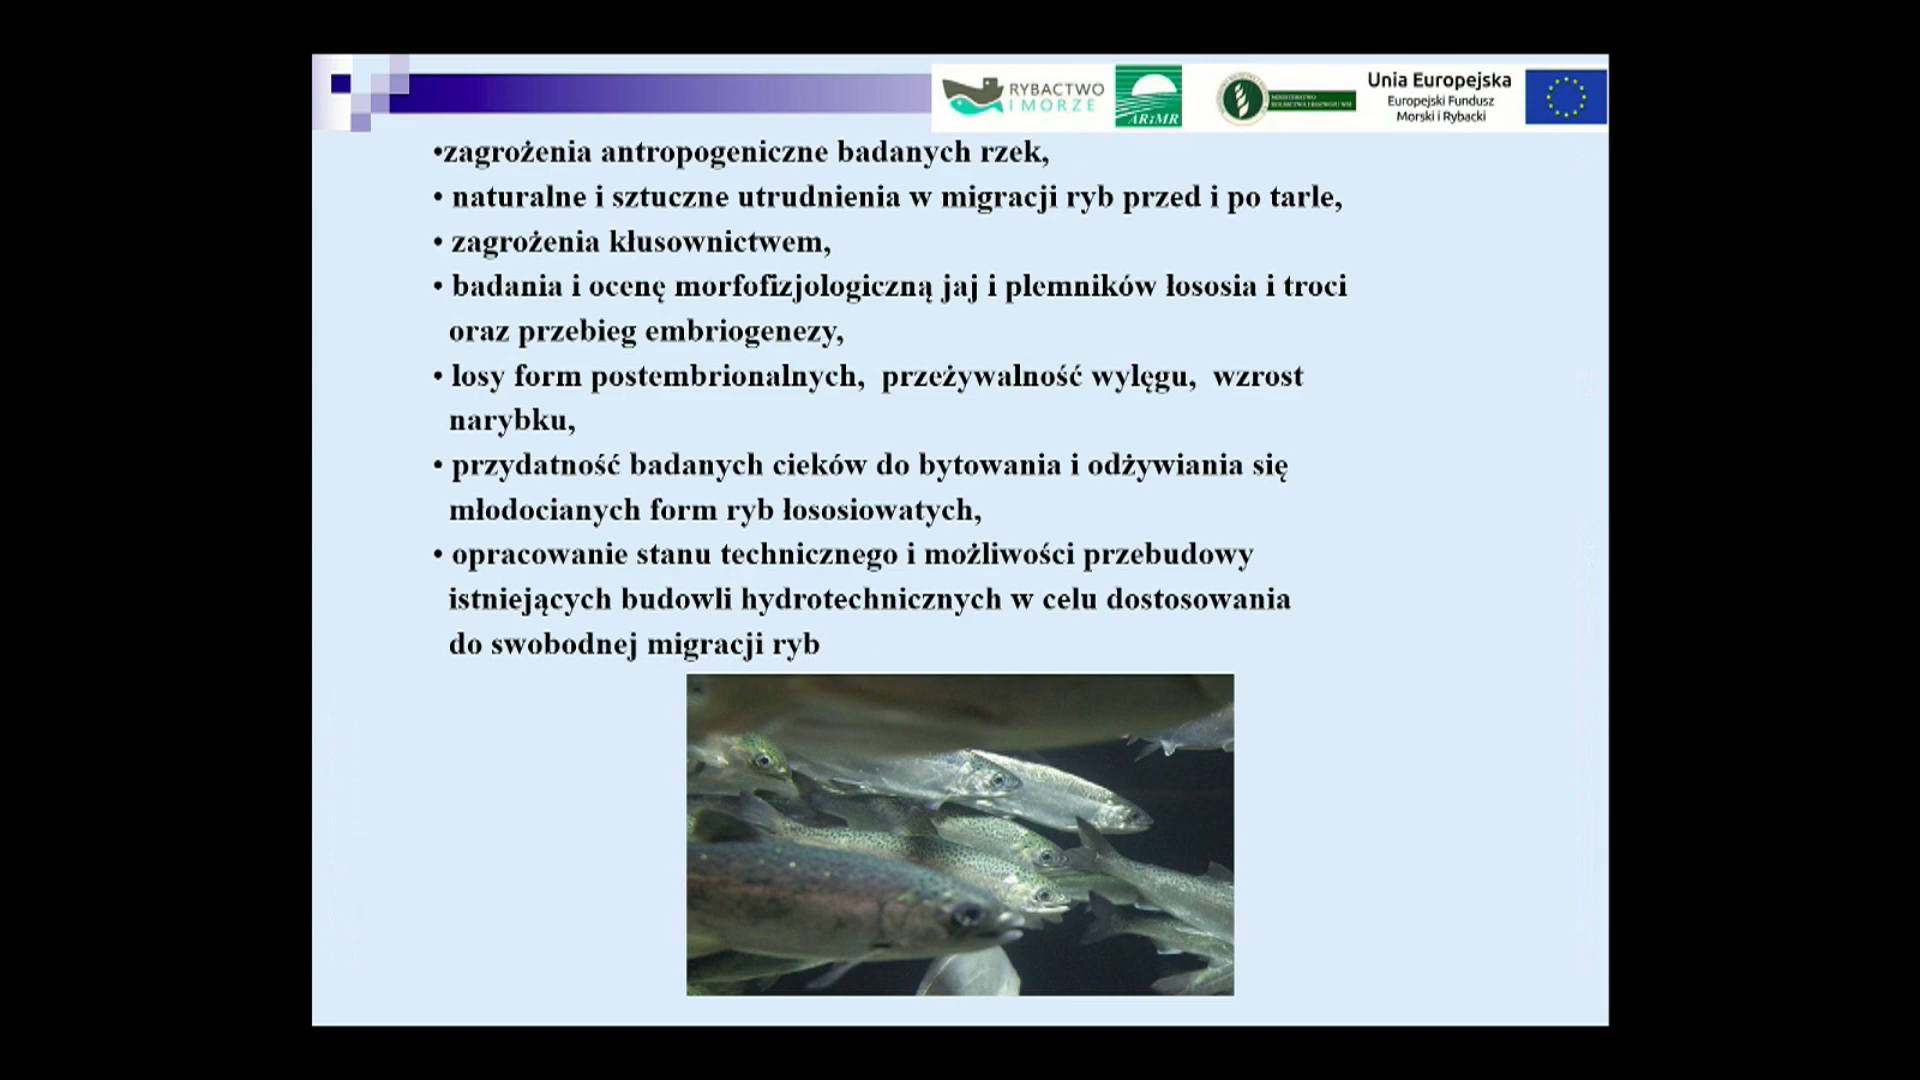 RYBACTWO
I MORZE
ARiMR
Unia Europejska
Europejski Fundusz
Morski i Rybacki
•zagrożenia antropogeniczne badanych rzek,
• naturalne i sztuczne utrudnienia w migracji ryb przed i po tarle,
• zagrożenia kłusownictwem,
• badania i ocenę morfofizjologiczną jaj i plemników łososia i troci
oraz przebieg embriogenezy,
• losy form postembrionalnych, przeżywalność wylęgu, wzrost
narybku,
• przydatność badanych cieków do bytowania i odżywiania się
młodocianych form ryb łososiowatych,
• opracowanie stanu technicznego i możliwości przebudowy
istniejących budowli hydrotechnicznych w celu dostosowania
do swobodnej migracji ryb